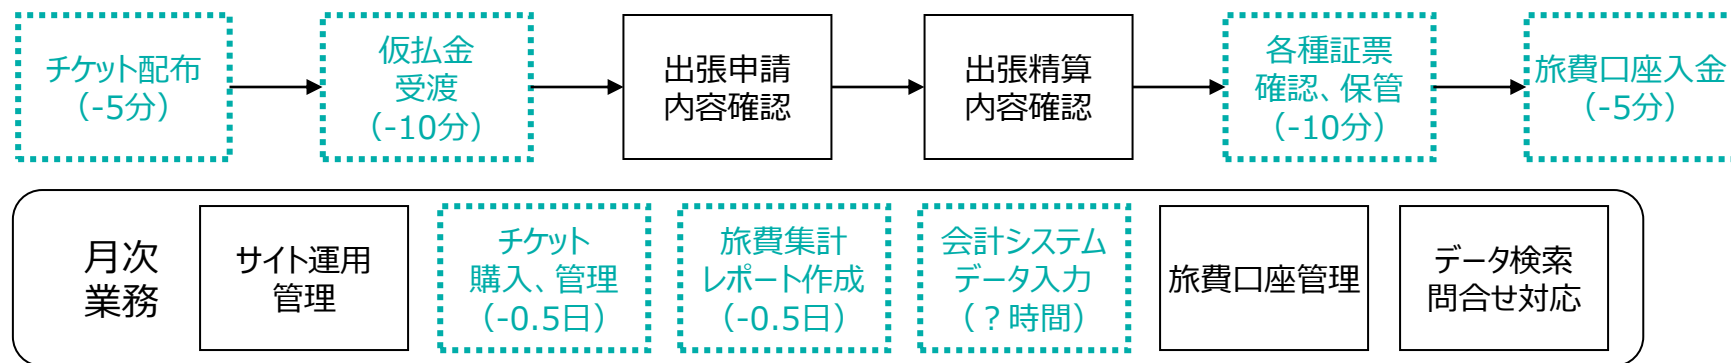 チケット配布
（-5分）
仮払金
受渡
（-10分）
出張申請
内容確認
出張精算
内容確認
各種証票
確認、保管
（-10分）
旅費口座入金
（-5分）
月次
業務
サイト運用
管理
チケット
購入、管理
（-0.5日）
旅費集計
レポート作成
（-0.5日）
会計システム
データ入力
（？時間）
旅費口座管理
データ検索
問合せ対応